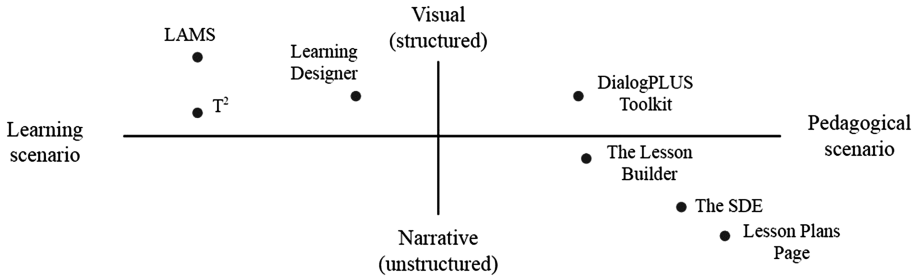 Visual
(structured)
LAMS
Learning
Designer
T²
DialogPLUS
Toolkit
Learning
scenario
Pedagogical
scenario
The Lesson
Builder
The SDE
Lesson Plans
Page
Narrative
(unstructured)